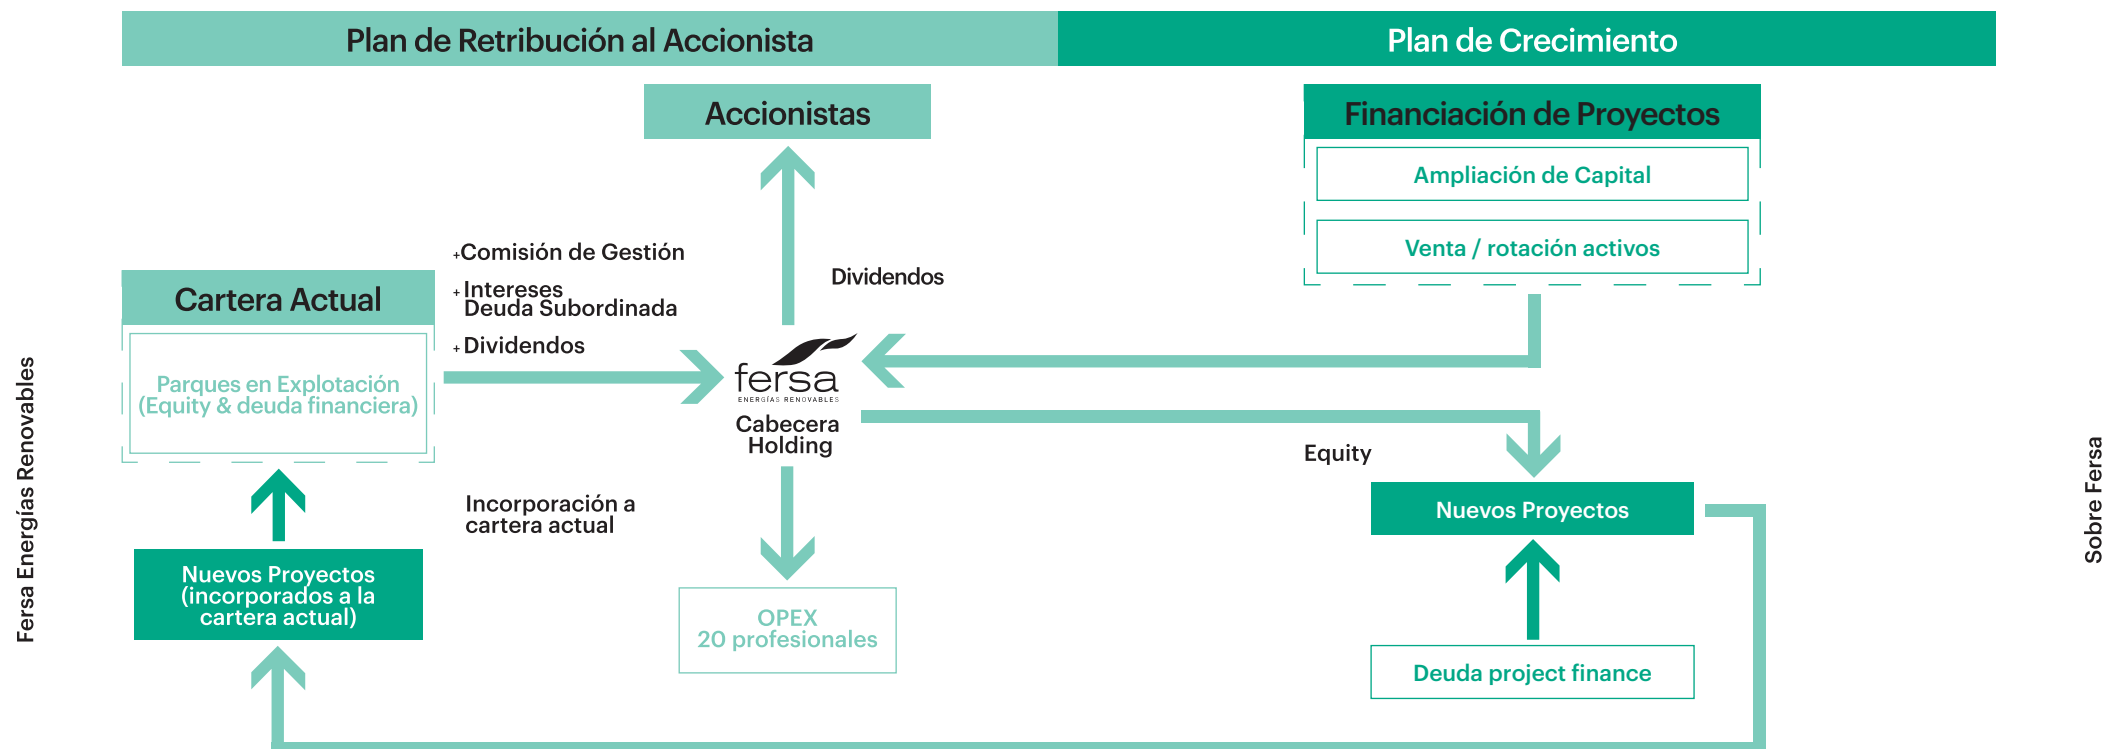 Plan de Retribución al Accionista
Plan de Crecimiento
Accionistas
Financiación de Proyectos
Ampliación de Capital
Venta / rotación activos
+Comisión de Gestión
+ Intereses
Deuda Subordinada
+ Dividendos
Dividendos
Cartera Actual
Parques en Explotación
(Equity & deuda financiera)
fersa
ENERGÍAS RENOVABLES
Cabecera
Holding
Equity
Incorporación a
cartera actual
Nuevos Proyectos
Nuevos Proyectos
(incorporados a la
cartera actual)
OPEX
20 profesionales
Deuda project finance
Fersa Energías Renovables
Sobre Fersa